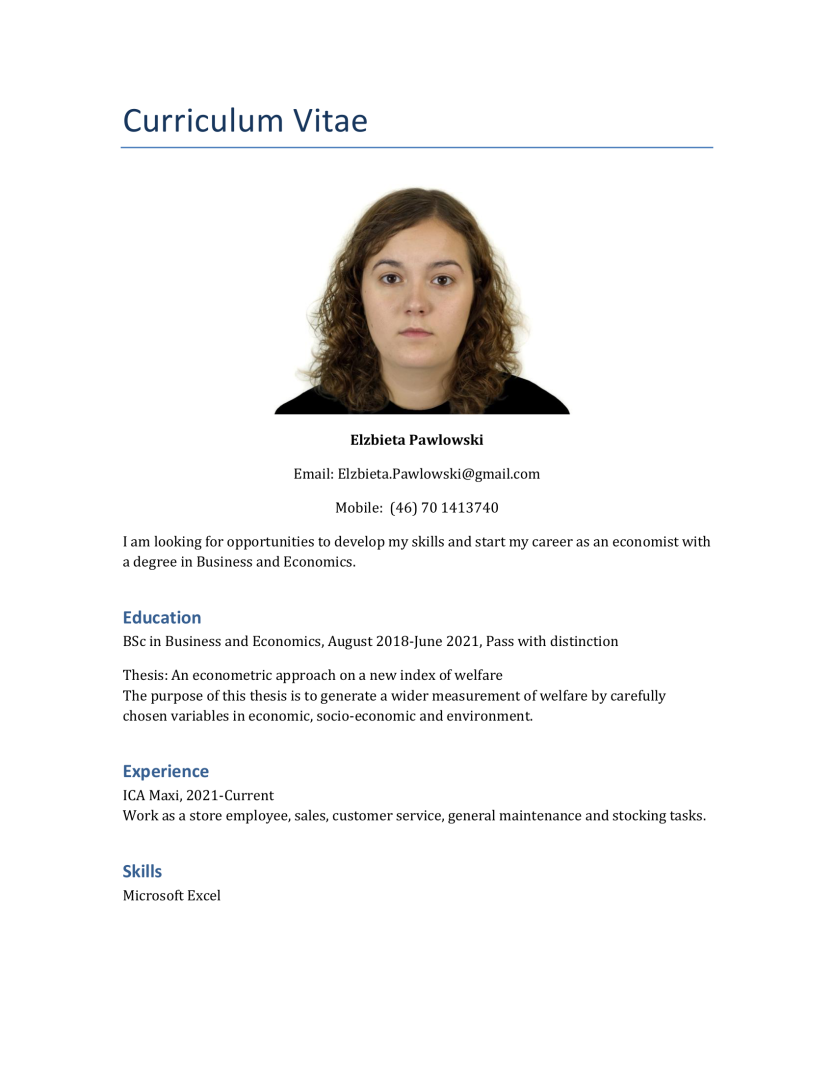 Curriculum Vitae
Elzbieta Pawlowski
Email: Elzbieta.Pawlowski@gmail.com
Mobile:  (46) 70 1413740
I am looking for opportunities to develop my skills and start my career as an economist with
a degree in Business and Economics.
Education
BSc in Business and Economics, August 2018-June 2021, Pass with distinction
Thesis: An econometric approach on a new index of welfare
The purpose of this thesis is to generate a wider measurement of welfare by carefully
chosen variables in economic, socio-economic and environment.
Experience
ICA Maxi, 2021-Current
Work as a store employee, sales, customer service, general maintenance and stocking tasks.
Skills
Microsoft Excel